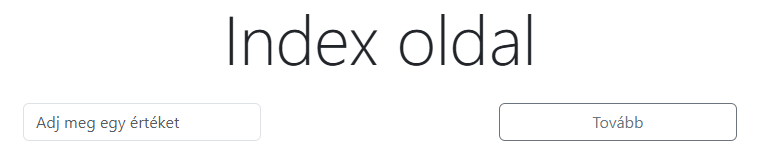 Index oldal
Adj meg egy értéket
Tovább